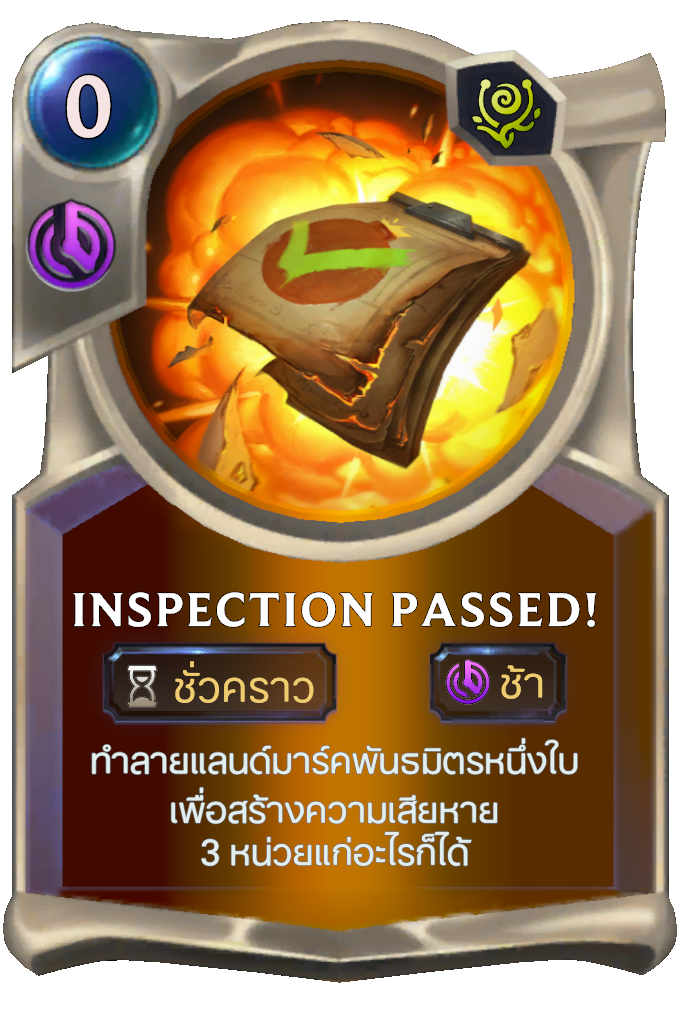 0
INSPECTION PASSED!
ชั่วคราว ช้า
ทำลายแลนด์มาร์คพันธมิตรหนึ่งใบ
เพื่อสร้างความเสียหาย
3 หน่วยแก่อะไรก็ได้